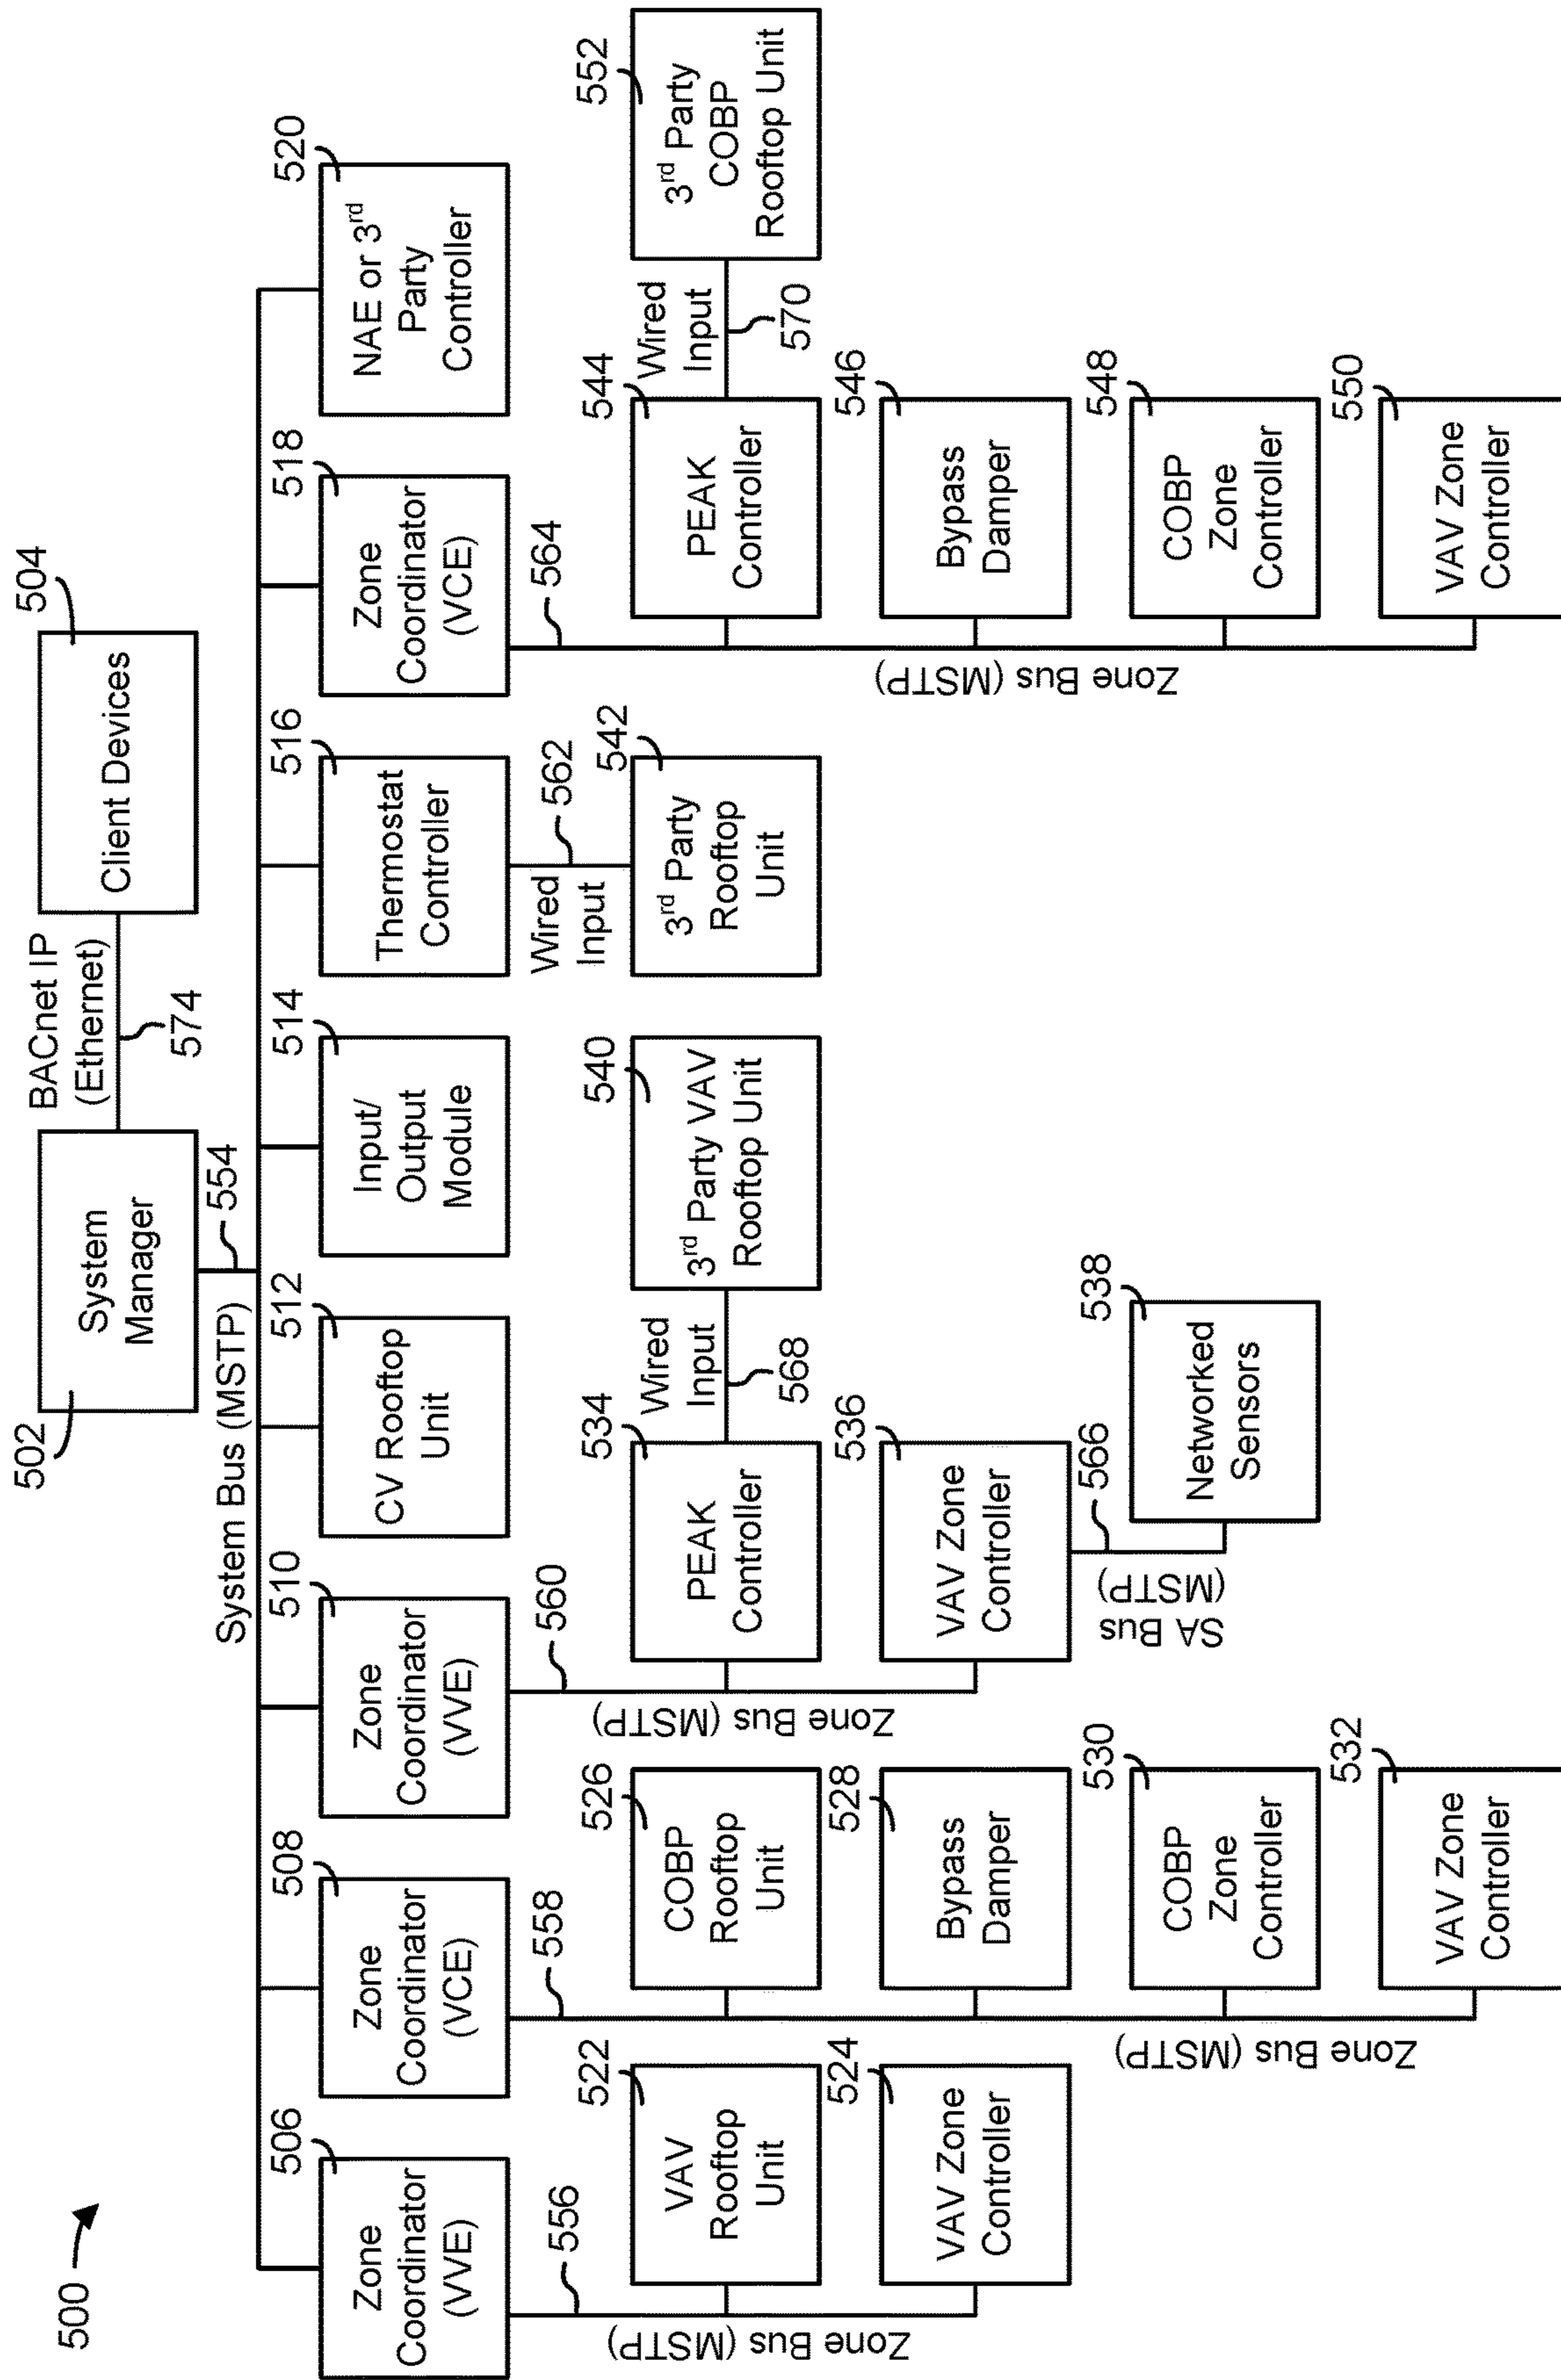 500
502
System
Manager
BACnet IP
(Ethernet)
574
504
Client Devices
554
System Bus (MSTP)
506
Zone
Coordinator
(VVE)
508
Zone
Coordinator
(VCE)
510
Zone
Coordinator
(VVE)
512
CV Rooftop
Unit
514
Input/
Output
Module
516
Thermostat
Controller
518
Zone
Coordinator
(VCE)
520
NAE or 3rd
Party
Controller
556
Zone Bus (MSTP)
522
VAV
Rooftop
Unit
524
VAV Zone
Controller
558
Zone Bus (MSTP)
526
COBP
Rooftop
Unit
528
Bypass
Damper
530
COBP
Zone
Controller
532
VAV Zone
Controller
560
Zone Bus (MSTP)
534
PEAK
Controller
Wired
Input
568
540
3rd Party VAV
Rooftop Unit
536
VAV Zone
Controller
566
SA Bus
(MSTP)
538
Networked
Sensors
Wired
Input
562
542
3rd Party
Rooftop
Unit
564
Zone Bus (MSTP)
544
PEAK
Controller
Wired
Input
570
552
3rd Party
COBP
Rooftop Unit
546
Bypass
Damper
548
COBP
Zone
Controller
550
VAV Zone
Controller